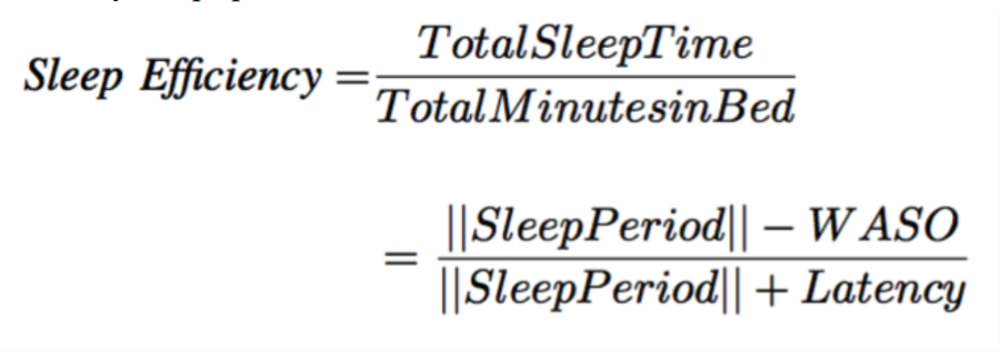 Sleep Efficiency = TotalSleepTime
TotalMinutesinBed
= ||SleepPeriod|| − WASO
||SleepPeriod|| + Latency